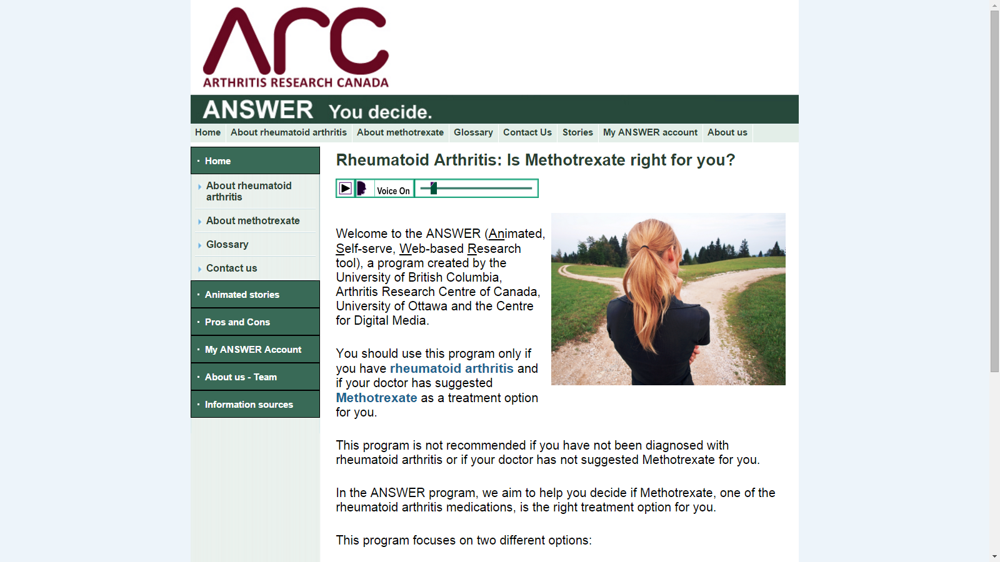 ARC
ARTHRITIS RESEARCH CANADA
ANSWER You decide.
Home About rheumatoid arthritis About methotrexate Glossary Contact Us Stories My ANSWER account About us
Home
About rheumatoid
arthritis
About methotrexate
Glossary
Contact us
Animated stories
Pros and Cons
My ANSWER Account
About us - Team
Information sources
Rheumatoid Arthritis: Is Methotrexate right for you?
Voice On
Welcome to the ANSWER (Animated,
Self-serve, Web-based Research
tool), a program created by the
University of British Columbia,
Arthritis Research Centre of Canada,
University of Ottawa and the Centre
for Digital Media.
You should use this program only if
you have rheumatoid arthritis and
if your doctor has suggested
Methotrexate as a treatment option
for you.
This program is not recommended if you have not been diagnosed with
rheumatoid arthritis or if your doctor has not suggested Methotrexate for you.
In the ANSWER program, we aim to help you decide if Methotrexate, one of the
rheumatoid arthritis medications, is the right treatment option for you.
This program focuses on two different options: